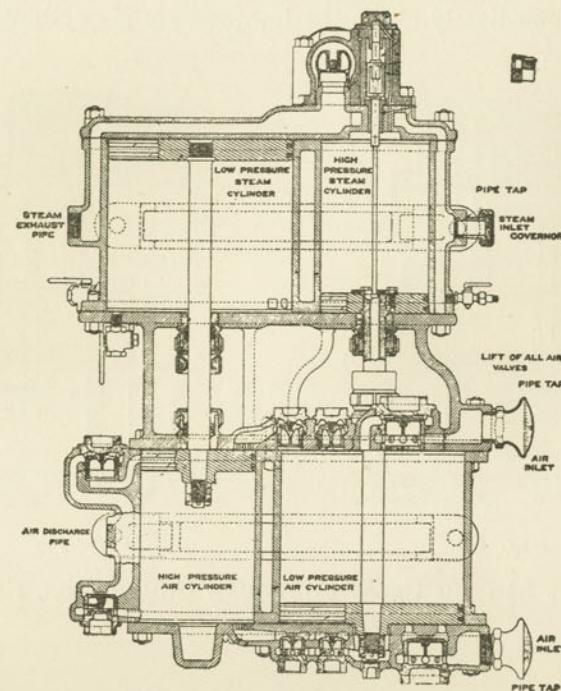 LOW PRESSURE
STEAM
CYLINDER
HIGH
PRESSURE
STEAM
CYLINDER
PIPE TAP
STEAM
EXHAUST
PIPE
STEAM
INLET
GOVERNOR
LIFT OF ALL AIR
VALVES
PIPE TAP
AIR
INLET
AIR DISCHARGE
PIPE
HIGH PRESSURE
AIR CYLINDER
LOW PRESSURE
AIR CYLINDER
AIR
INLET
PIPE TAP